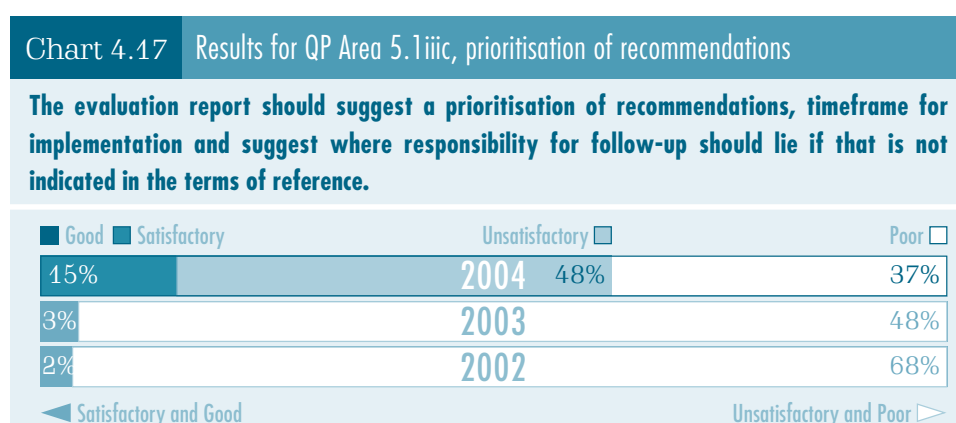 Chart 4.17 Results for QP Area 5.1iiic, prioritisation of recommendations
The evaluation report should suggest a prioritisation of recommendations, timeframe for
implementation and suggest where responsibility for follow-up should lie if that is not
indicated in the terms of reference.
Good Satisfactory Unsatisfactory Poor
15% 2004 48% 37%
3% 2003 48%
2% 2002 68%
Satisfactory and Good Unsatisfactory and Poor